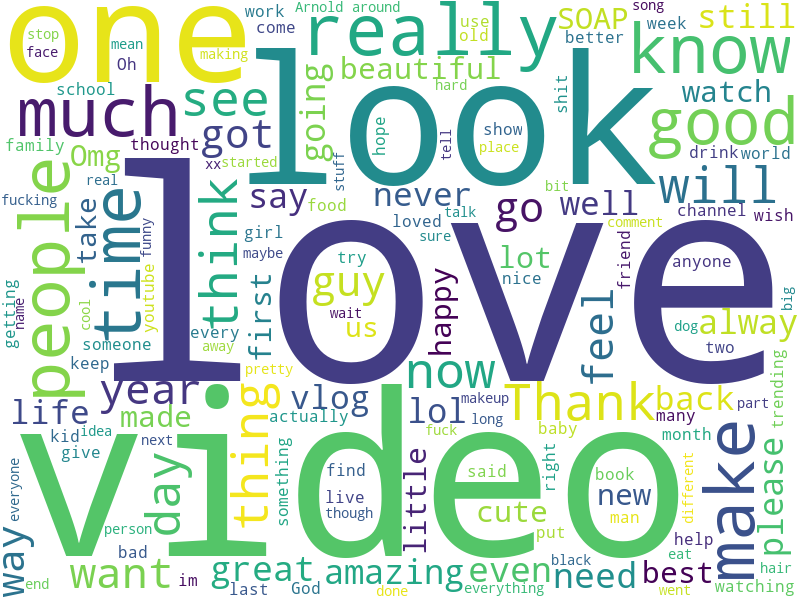 stop
face
one
mean
Oh
making
work
come
Arnold
around
really
use
old
song
week
SOAP
better
still
know
look
hard
beautiful
going
see
much
school
family
Omg
thought
got
xx
started
real
fucking
people
time
take
funny
think
say
girl
maybe
food
stuff
hope
show
place
tell
never
loved
talk
sure
bit
shit
go
well
will
good
watch
drink
world
channel
wish
comment
friend
love
try
guy
wait
us
happy
lot
nice
feel
anyone
dog
alway
two
big
getting
name
cool
youtube
someone
keep
every
away
first
pretty
now
year
life
made
kid
idea
give
next
thing
vlog
actually
lol
makeup
long
Thank
back
many
baby
month
part
trending
video
day
something
find
live
though
fuck
little
said
cute
right
put
book
new
man
different
make
please
everyone
way
person
bad
want
im
end
great
last
God
amazing
done
even
everything
black
need
eat
went
help
best
hair
watching